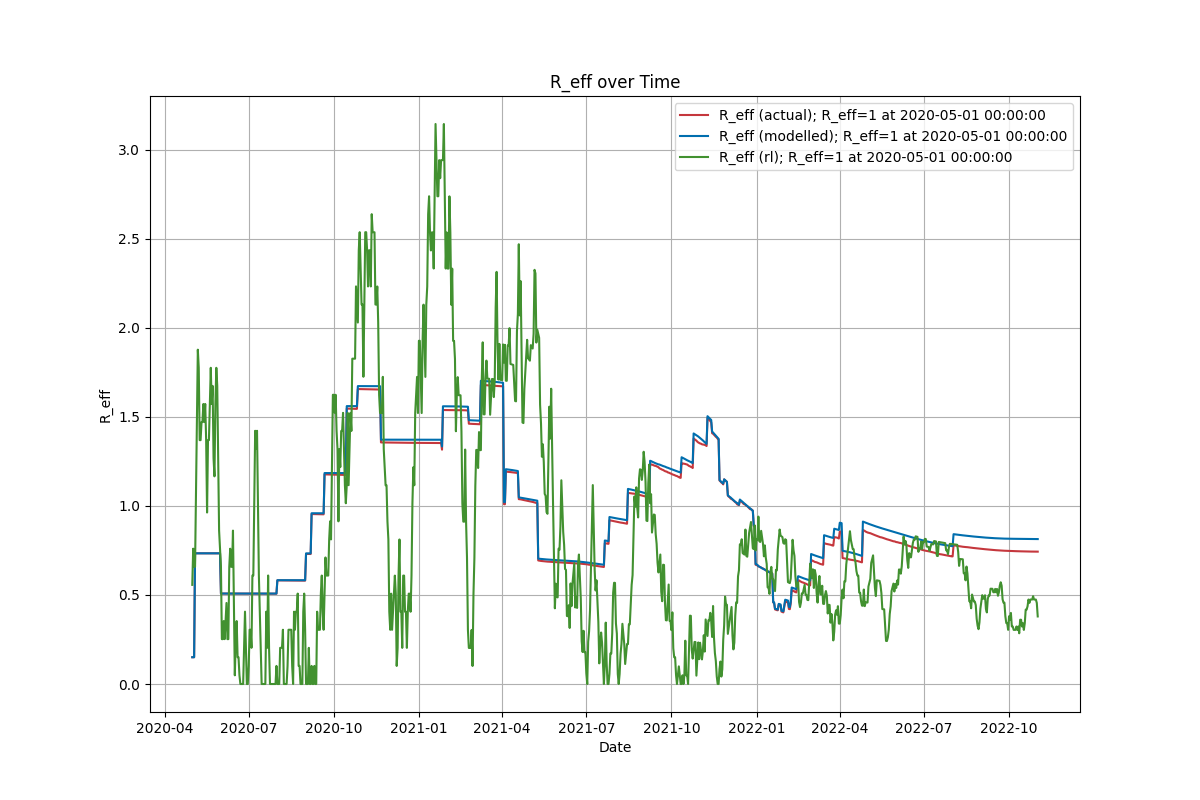 R_eff over Time
R_eff (actual); R_eff=1 at 2020-05-01 00:00:00
R_eff (modelled); R_eff=1 at 2020-05-01 00:00:00
R_eff (rl); R_eff=1 at 2020-05-01 00:00:00
R_eff
3.0
2.5
2.0
1.5
1.0
0.5
0.0
2020-04 2020-07 2020-10 2021-01 2021-04 2021-07 2021-10 2022-01 2022-04 2022-07 2022-10
Date